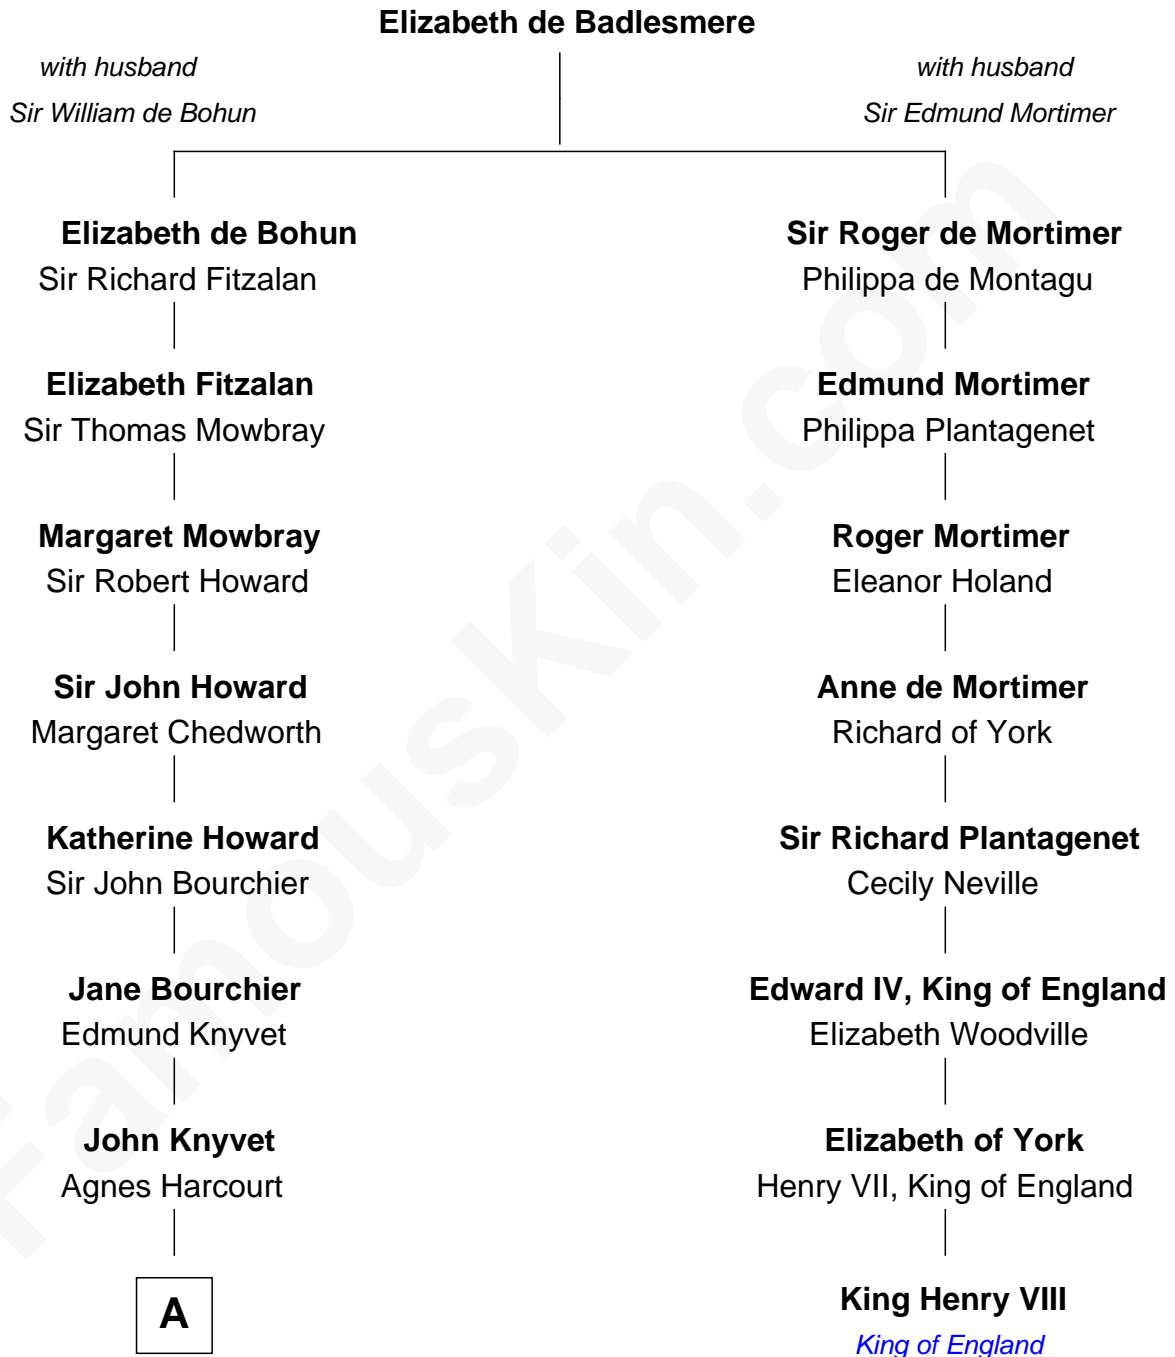 Elizabeth de Badlesmere
with husband
Sir William de Bohun
with husband
Sir Edmund Mortimer
Elizabeth de Bohun
Sir Richard Fitzalan
Elizabeth Fitzalan
Sir Thomas Mowbray
Margaret Mowbray
Sir Robert Howard
Sir John Howard
Margaret Chedworth
Katherine Howard
Sir John Bourchier
Jane Bourchier
Edmund Knyvet
John Knyvet
Agnes Harcourt
A
Sir Roger de Mortimer
Philippa de Montagu
Edmund Mortimer
Philippa Plantagenet
Roger Mortimer
Eleanor Holand
Anne de Mortimer
Richard of York
Sir Richard Plantagenet
Cecily Neville
Edward IV, King of England
Elizabeth Woodville
Elizabeth of York
Henry VII, King of England
King Henry VIII
King of England
FamousKin.com